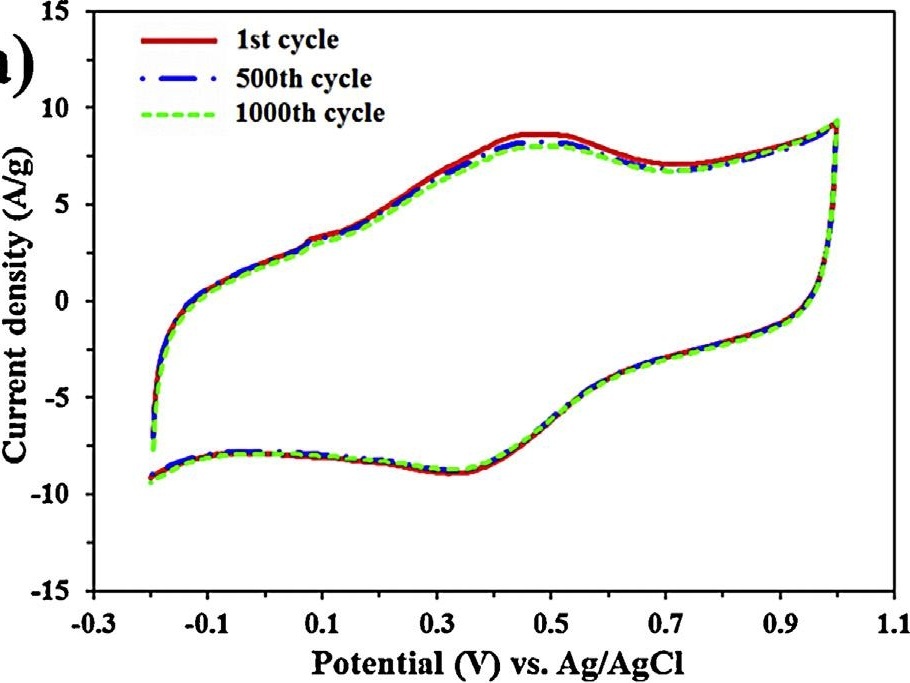 a)
1st cycle
500th cycle
1000th cycle
15
10
5
0
-5
-10
-15
-0.3 -0.1 0.1 0.3 0.5 0.7 0.9 1.1
Current density (A/g)
Potential (V) vs. Ag/AgCl